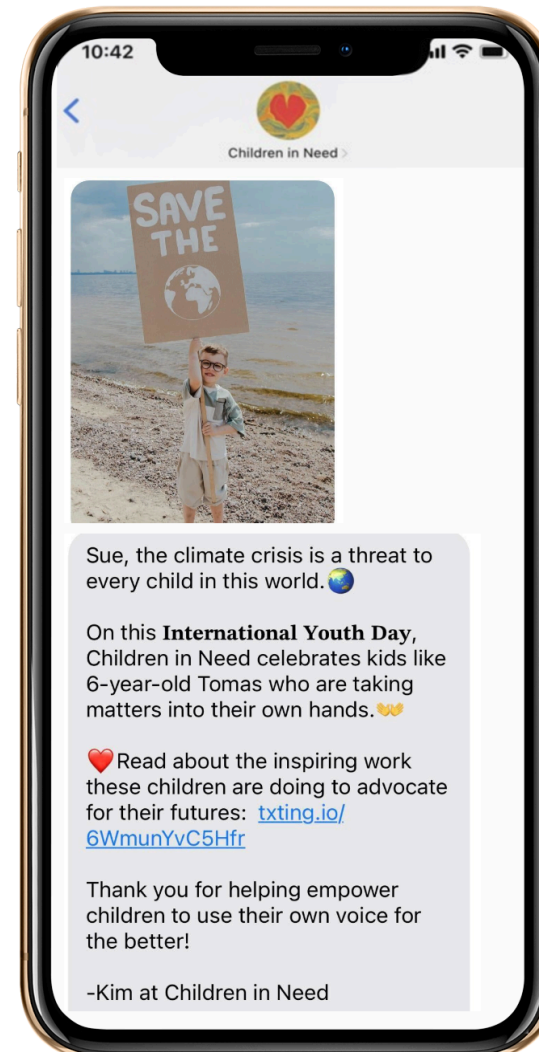 10:42
Children in Need
SAVE
THE
Sue, the climate crisis is a threat to
every child in this world.🌏
On this International Youth Day,
Children in Need celebrates kids like
6-year-old Tomas who are taking
matters into their own hands.👐
❤️Read about the inspiring work
these children are doing to advocate
for their futures: txting.io/
6WmunYvC5Hfr
Thank you for helping empower
children to use their own voice for
the better!
-Kim at Children in Need